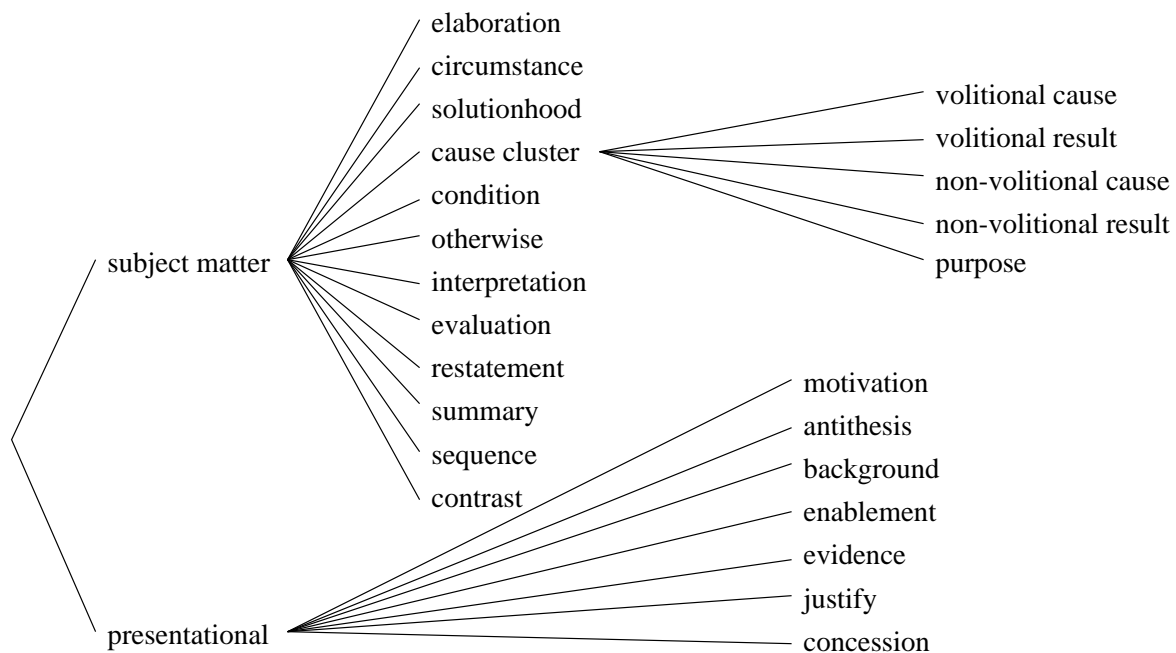 elaboration
circumstance
solutionhood
cause cluster
condition
otherwise
interpretation
evaluation
restatement
summary
sequence
contrast
subject matter
volitional cause
volitional result
non-volitional cause
non-volitional result
purpose
motivation
antithesis
background
enablement
evidence
justify
concession
presentational